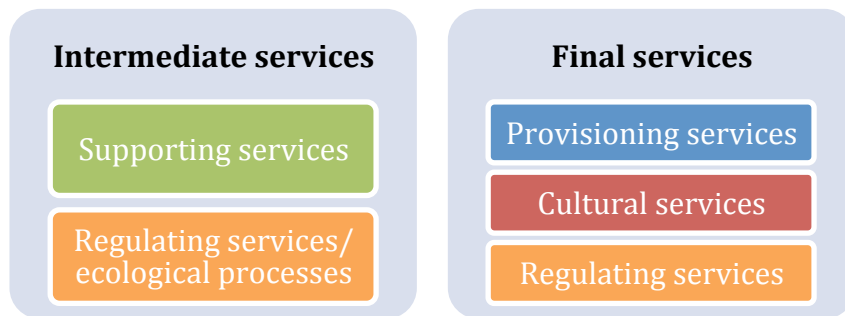 Intermediate services
Supporting services
Regulating services/
ecological processes
Final services
Provisioning services
Cultural services
Regulating services